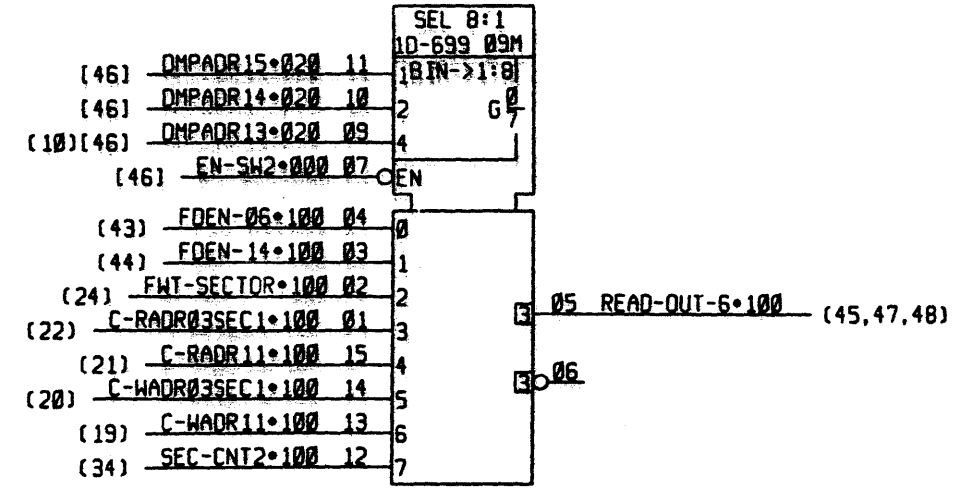 SEL 8:1
1D-699 09M
[46] DMPADR15•020 11 1 BIN->1:8
[46] DMPADR14•020 10 2 G 0/7
(10)[46] DMPADR13•020 09 4
[46] EN-SW2•000 07 EN
(43) FDEN-06•100 04 0
(44) FDEN-14•100 03 1
(24) FWT-SECTOR•100 02 2
3 05 READ-OUT-6•100 (45,47,48)
(22) C-RADR03SEC1•100 01 3
(21) C-RADR11•100 15 4
3 06
(20) C-WADR03SEC1•100 14 5
(19) C-WADR11•100 13 6
(34) SEC-CNT2•100 12 7